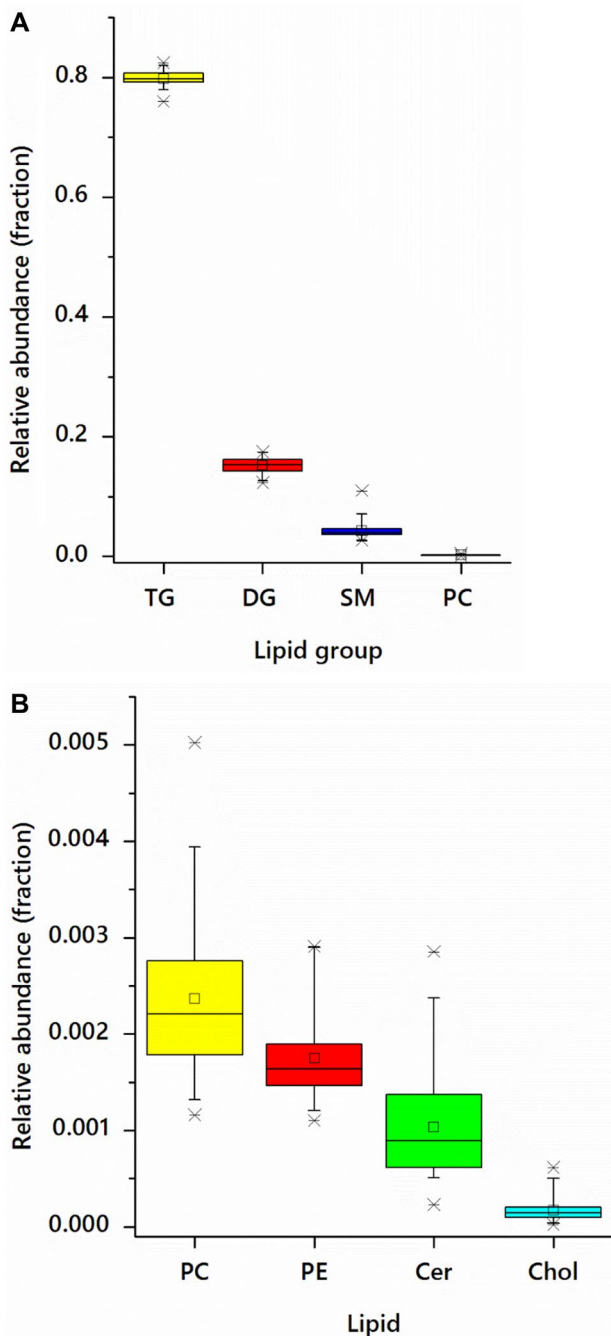 A
Relative abundance (fraction)
0.8
0.6
0.4
0.2
0.0
TG DG SM PC
Lipid group
B
Relative abundance (fraction)
0.005
0.004
0.003
0.002
0.001
0.000
PC PE Cer Chol
Lipid